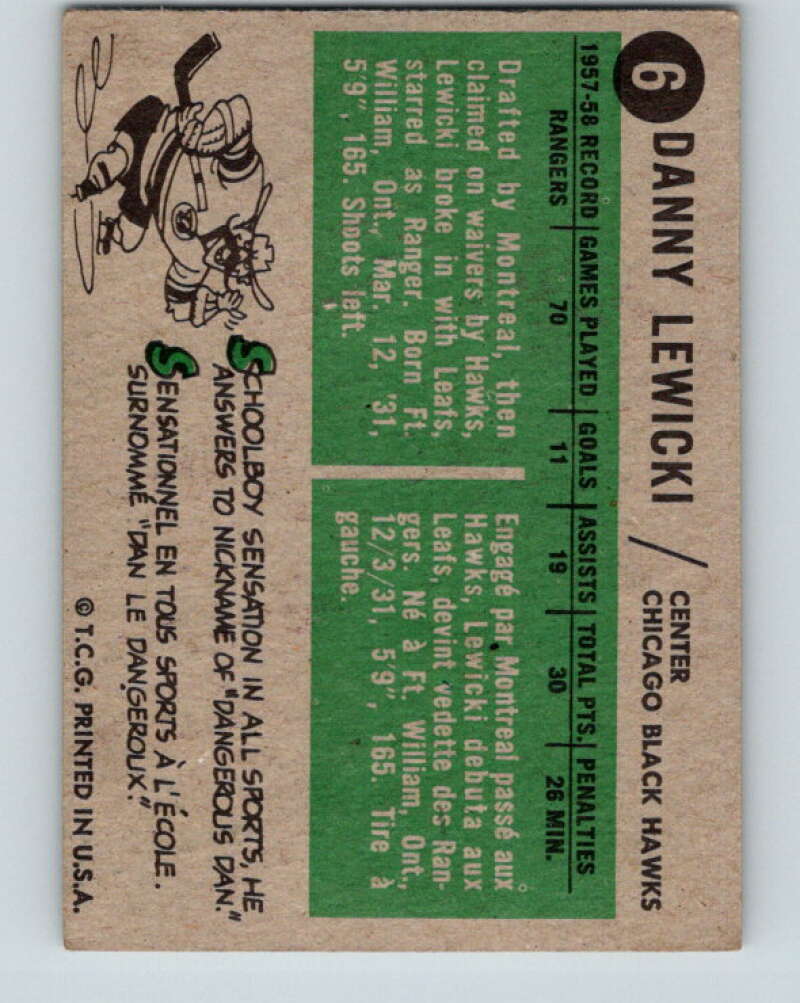 6 DANNY LEWICKI / CENTER
CHICAGO BLACK HAWKS
1957-58 RECORD | GAMES PLAYED | GOALS | ASSISTS | TOTAL PTS. | PENALTIES
RANGERS 70 11 19 30 26 MIN.
Drafted by Montreal, then
claimed on waivers by Hawks,
Lewicki broke in with Leafs,
starred as Ranger. Born Ft.
William, Ont., Mar. 12, '31,
5'9", 165. Shoots left.
Engagé par Montreal passé aux
Hawks, Lewicki debuta aux
Leafs, devint vedette des Ran-
gers. Né à Ft. William, Ont.,
12/3/31, 5'9", 165. Tire à
gauche.
SCHOOLBOY SENSATION IN ALL SPORTS, HE
ANSWERS TO NICKNAME OF "DANGEROUS DAN."
SENSATIONNEL EN TOUS SPORTS À L'ÉCOLE.
SURNOMMÉ "DAN LE DANGEROUX."
© T.C.G. PRINTED IN U.S.A.